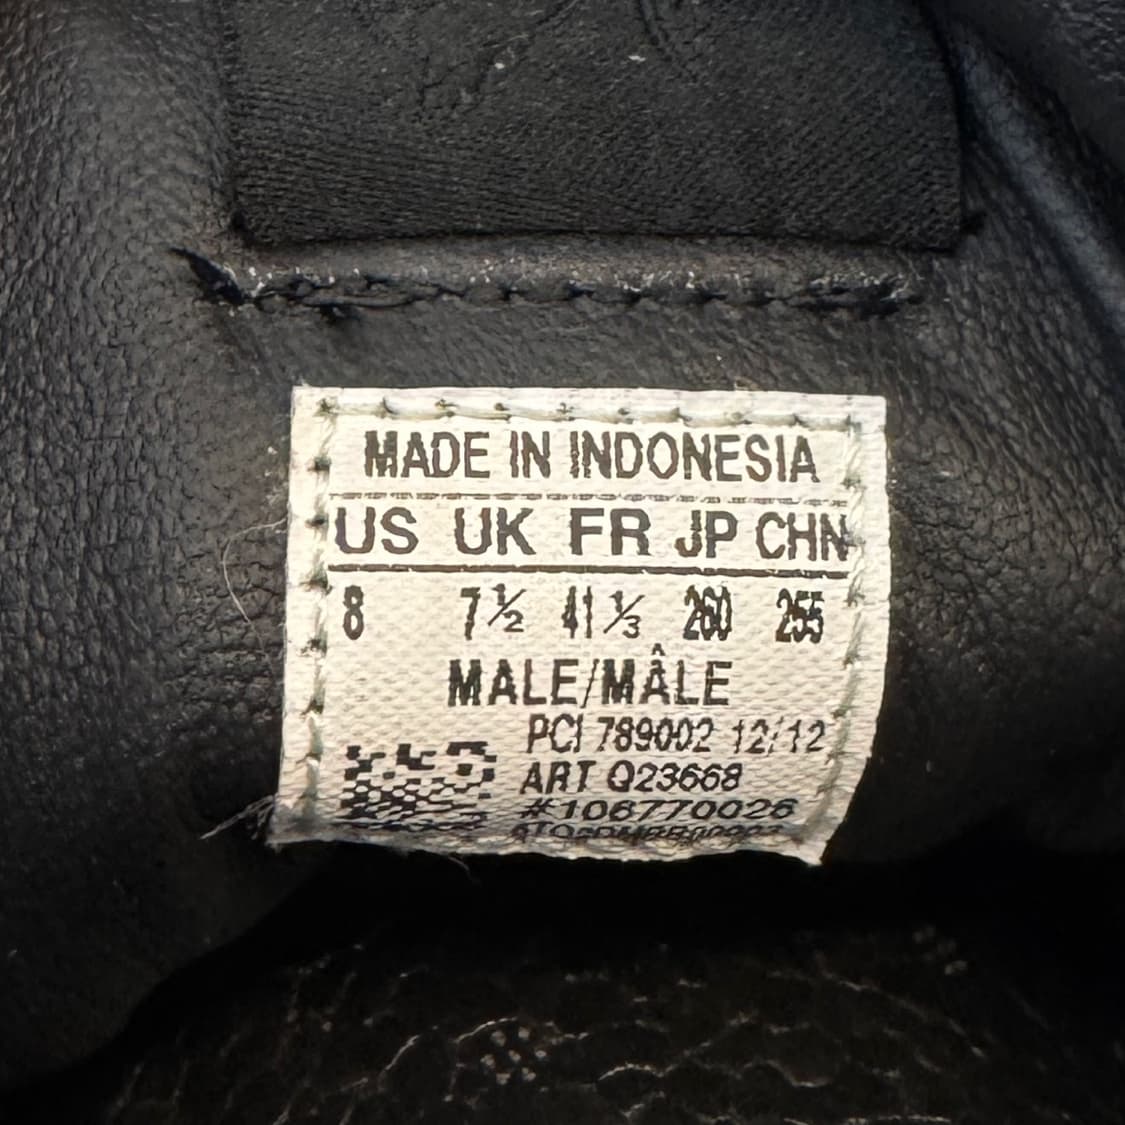 MADE IN INDONESIA
US UK FR JP CHN
8 7½ 41⅓ 260 255
MALE/MÂLE
PCI 789002 12/12
ART Q23668
#106770026